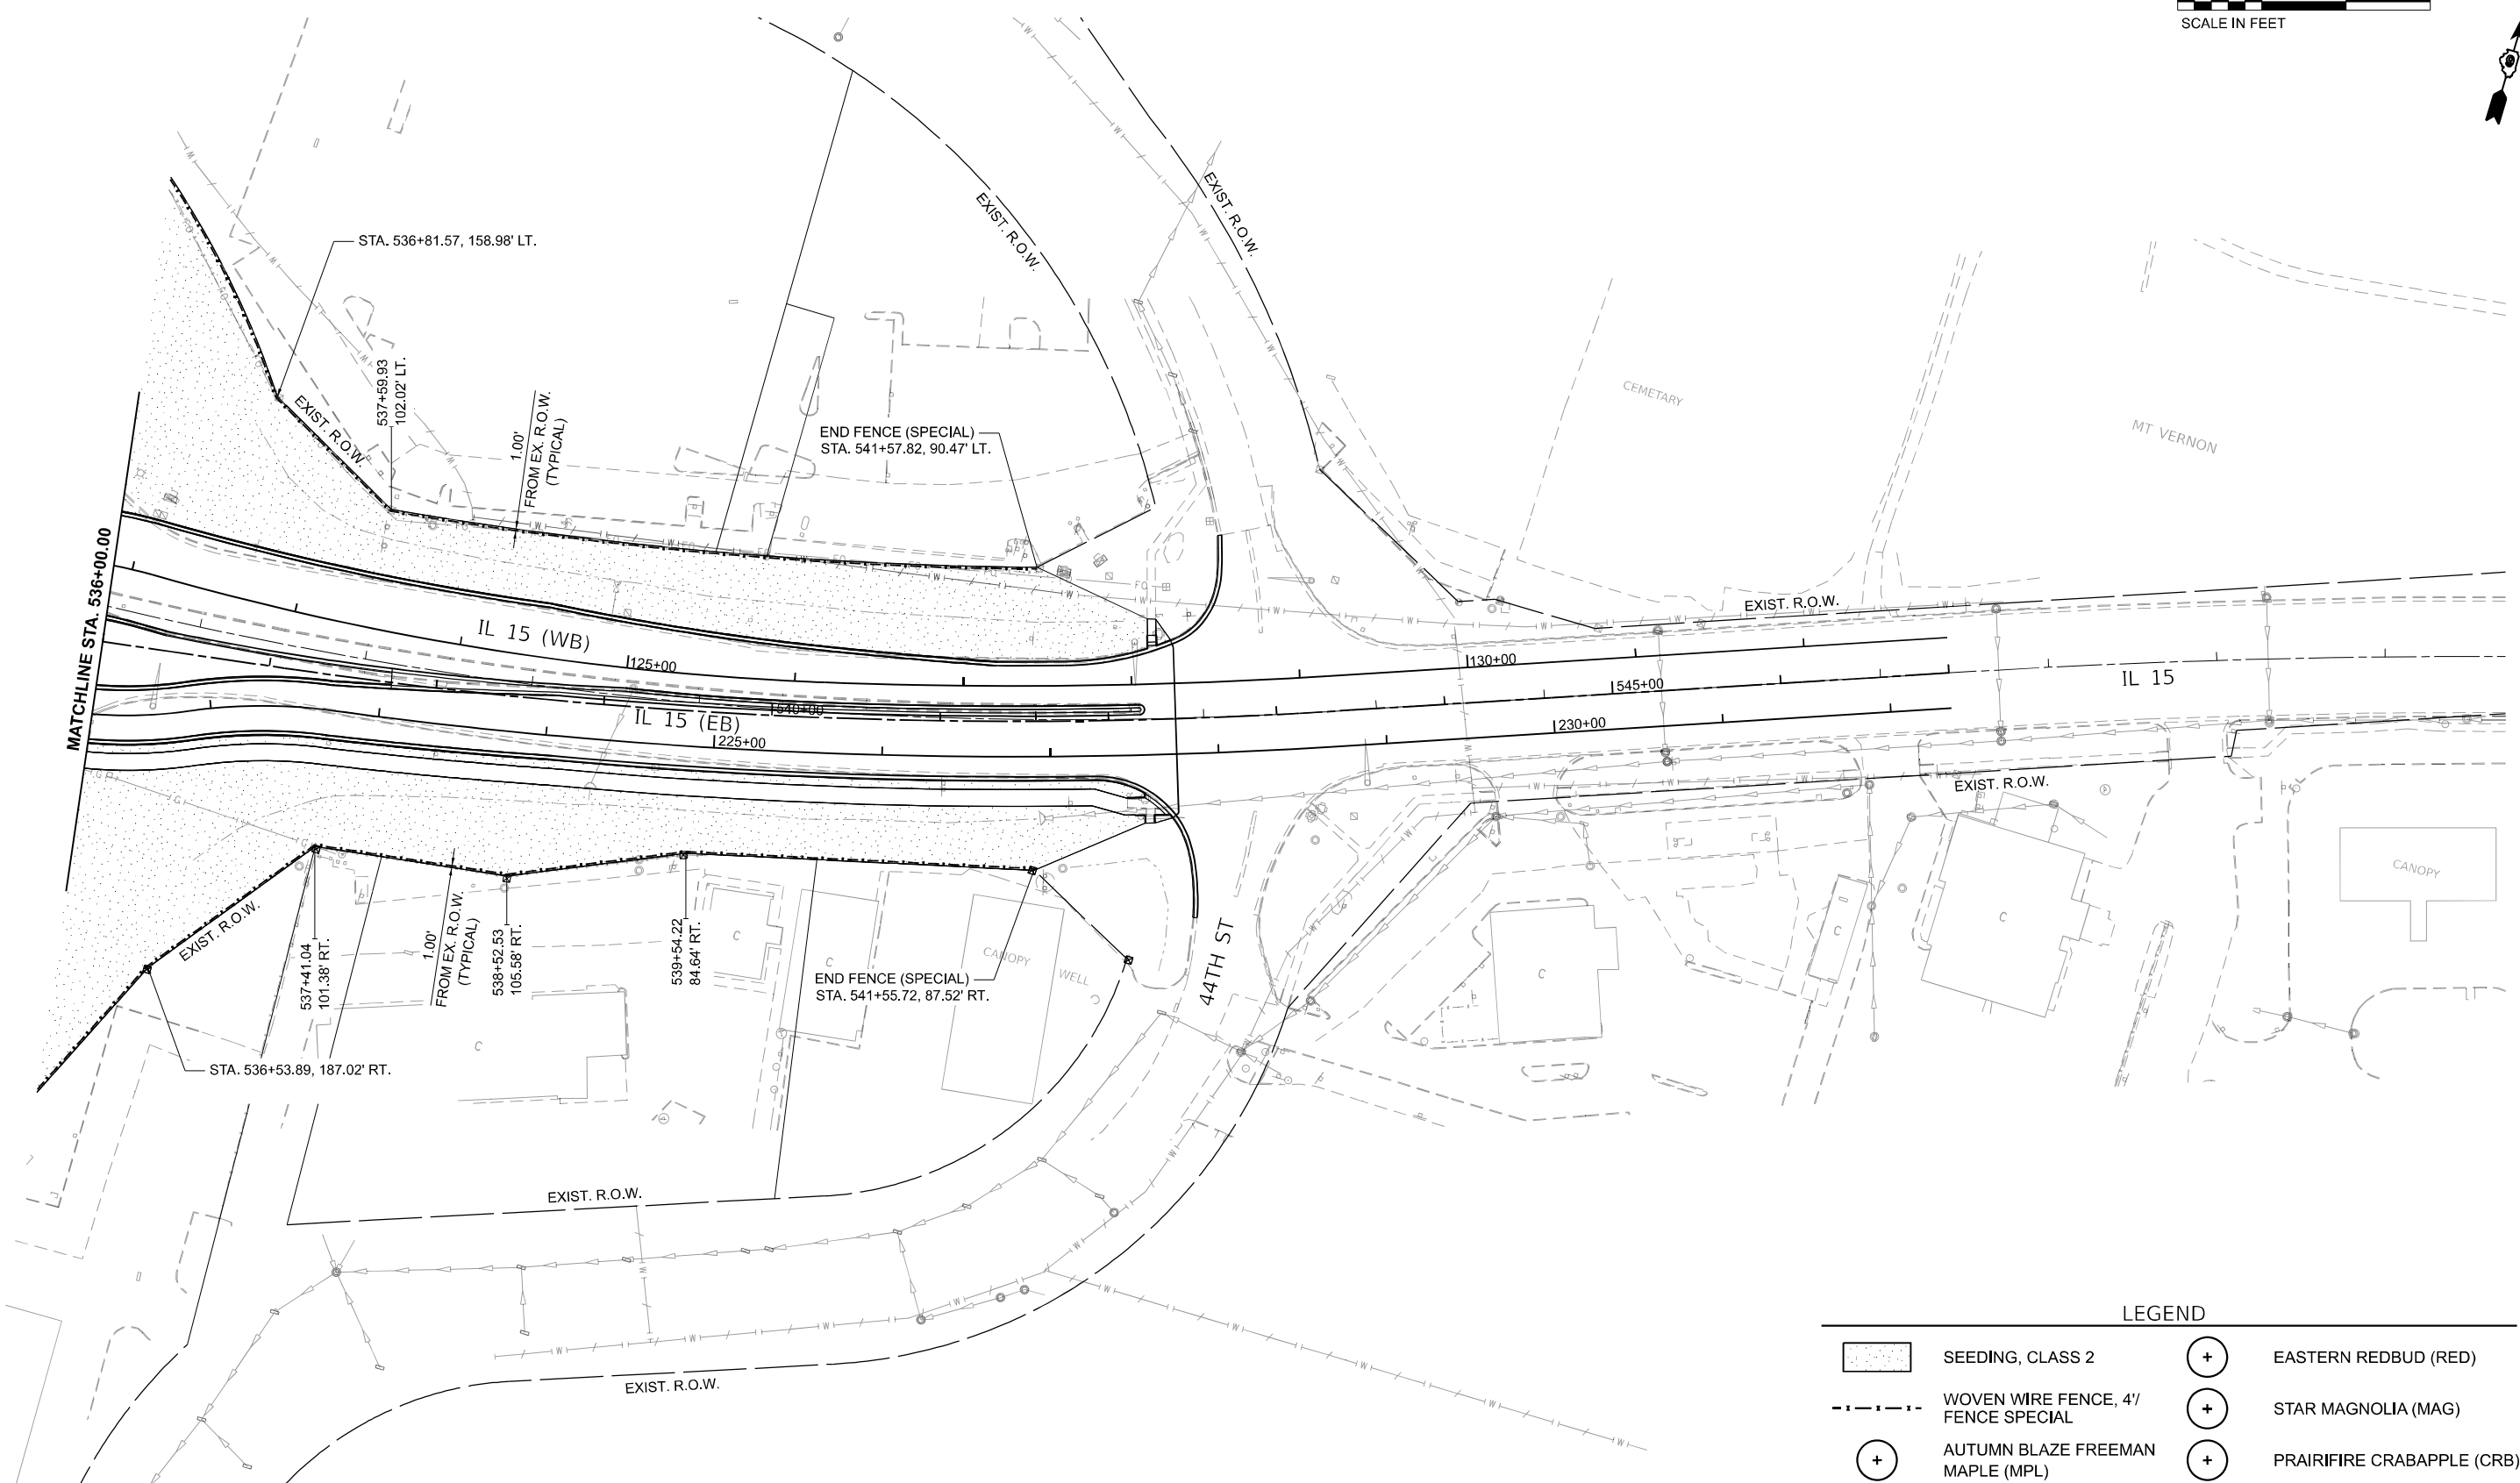 SCALE IN FEET
STA. 536+81.57, 158.98' LT.
EXIST. R.O.W.
EXIST. R.O.W.
EXIST. R.O.W.
537+59.93
102.02' LT.
1.00'
FROM EX. R.O.W.
(TYPICAL)
END FENCE (SPECIAL)
STA. 541+57.82, 90.47' LT.
CEMETARY
MT VERNON
MATCHLINE STA. 536+00.00
IL 15 (WB)
125+00
130+00
EXIST. R.O.W.
IL 15 (EB)
540+00
545+00
IL 15
225+00
230+00
EXIST. R.O.W.
EXIST. R.O.W.
537+41.04
101.38' RT.
1.00'
FROM EX. R.O.W.
(TYPICAL)
538+52.53
105.58' RT.
539+54.22
84.64' RT.
END FENCE (SPECIAL)
STA. 541+55.72, 87.52' RT.
CANOPY
WELL
44TH ST
CANOPY
C
C
C
C
C
C
STA. 536+53.89, 187.02' RT.
EXIST. R.O.W.
EXIST. R.O.W.
LEGEND
SEEDING, CLASS 2
EASTERN REDBUD (RED)
WOVEN WIRE FENCE, 4'/
FENCE SPECIAL
STAR MAGNOLIA (MAG)
AUTUMN BLAZE FREEMAN
MAPLE (MPL)
PRAIRIFIRE CRABAPPLE (CRB)